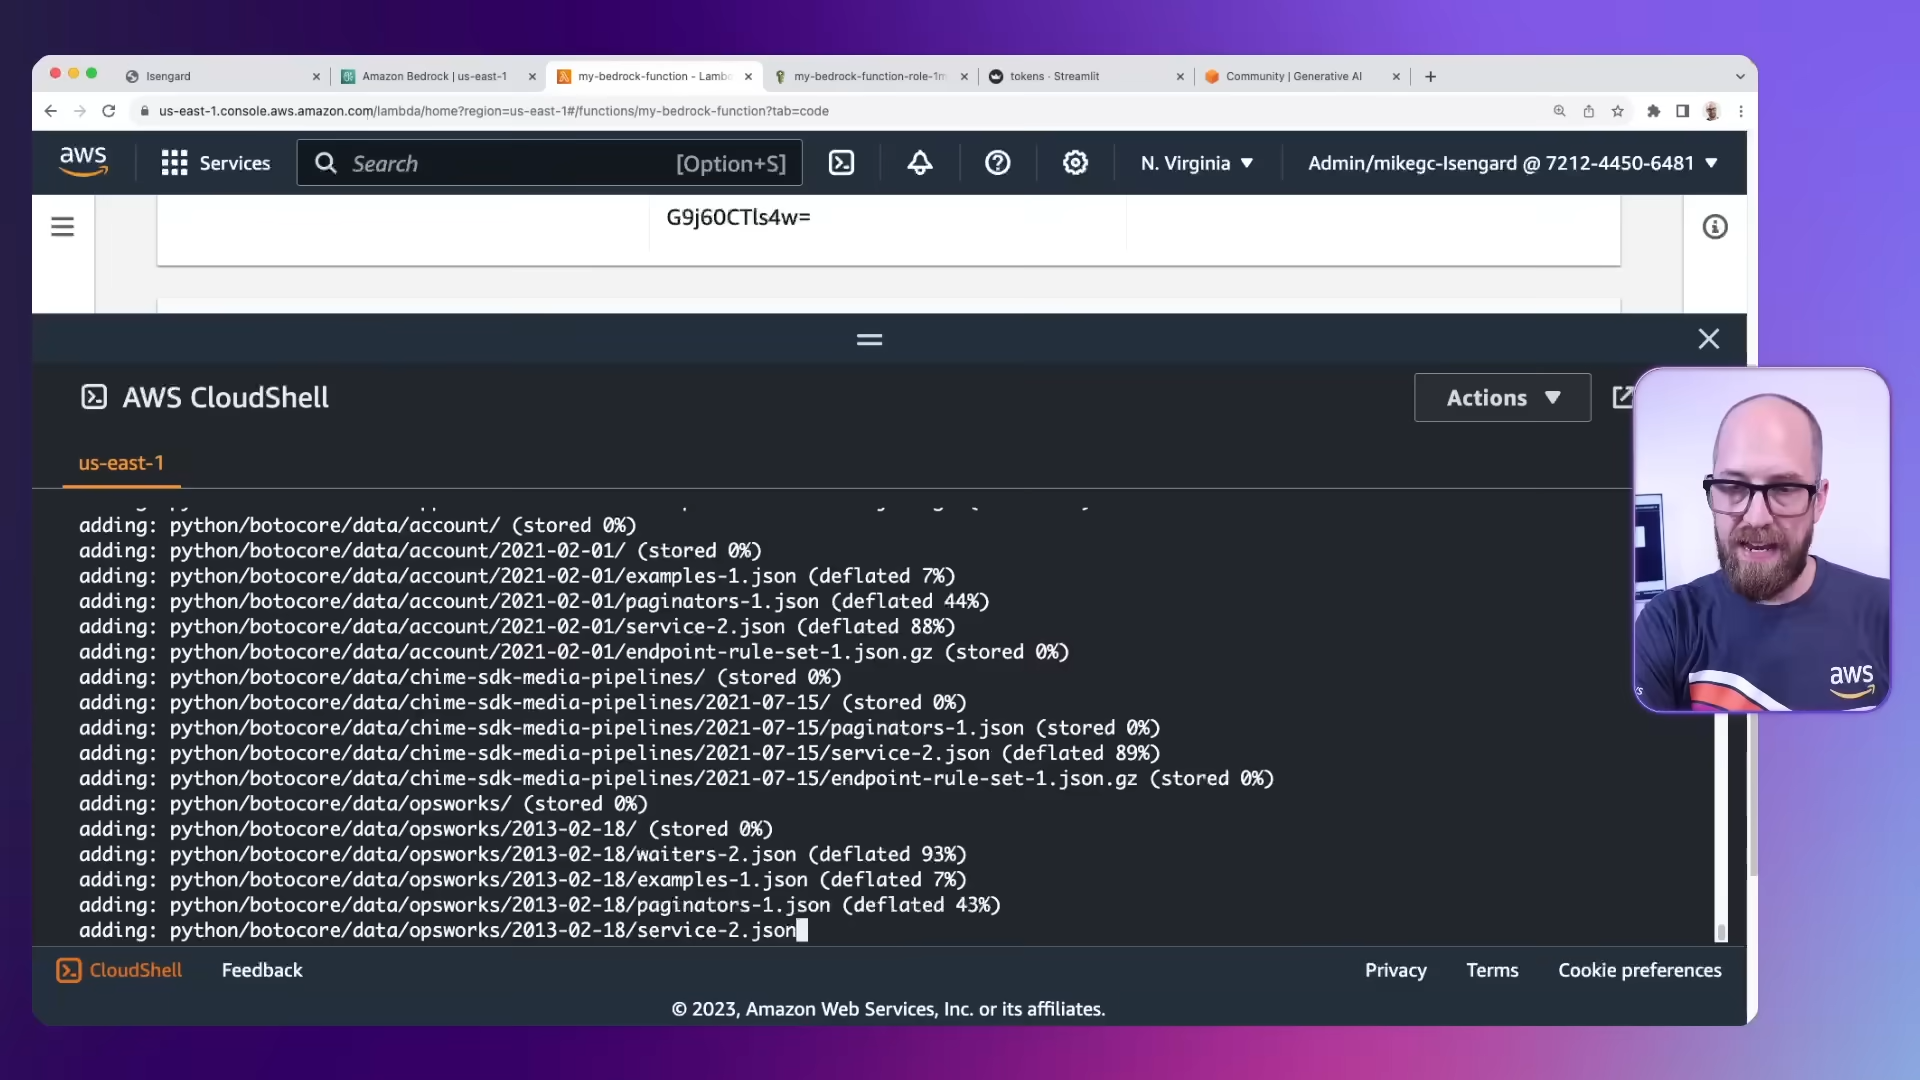 Isengard
Amazon Bedrock | us-east-1
my-bedrock-function - Lambd
my-bedrock-function-role-1m
tokens · Streamlit
Community | Generative AI
us-east-1.console.aws.amazon.com/lambda/home?region=us-east-1#/functions/my-bedrock-function?tab=code
aws
Services
Search
[Option+S]
N. Virginia
Admin/mikegc-Isengard @ 7212-4450-6481
G9j60CTls4w=
AWS CloudShell
Actions
us-east-1
adding: python/botocore/data/account/ (stored 0%)
adding: python/botocore/data/account/2021-02-01/ (stored 0%)
adding: python/botocore/data/account/2021-02-01/examples-1.json (deflated 7%)
adding: python/botocore/data/account/2021-02-01/paginators-1.json (deflated 44%)
adding: python/botocore/data/account/2021-02-01/service-2.json (deflated 88%)
adding: python/botocore/data/account/2021-02-01/endpoint-rule-set-1.json.gz (stored 0%)
adding: python/botocore/data/chime-sdk-media-pipelines/ (stored 0%)
adding: python/botocore/data/chime-sdk-media-pipelines/2021-07-15/ (stored 0%)
adding: python/botocore/data/chime-sdk-media-pipelines/2021-07-15/paginators-1.json (stored 0%)
adding: python/botocore/data/chime-sdk-media-pipelines/2021-07-15/service-2.json (deflated 89%)
adding: python/botocore/data/chime-sdk-media-pipelines/2021-07-15/endpoint-rule-set-1.json.gz (stored 0%)
adding: python/botocore/data/opsworks/ (stored 0%)
adding: python/botocore/data/opsworks/2013-02-18/ (stored 0%)
adding: python/botocore/data/opsworks/2013-02-18/waiters-2.json (deflated 93%)
adding: python/botocore/data/opsworks/2013-02-18/examples-1.json (deflated 7%)
adding: python/botocore/data/opsworks/2013-02-18/paginators-1.json (deflated 43%)
adding: python/botocore/data/opsworks/2013-02-18/service-2.json
aws
CloudShell
Feedback
Privacy
Terms
Cookie preferences
© 2023, Amazon Web Services, Inc. or its affiliates.